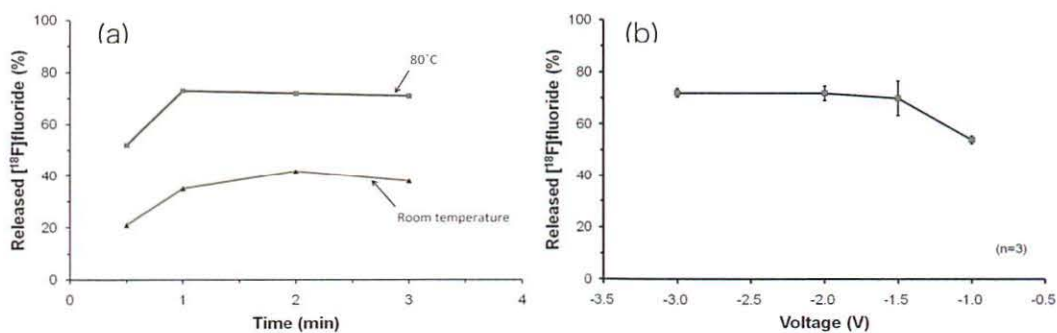 (a)
Released [18F]fluoride (%)
100
80
60
40
20
0
80°C
Room temperature
0 1 2 3 4
Time (min)
(b)
Released [18F]fluoride (%)
100
80
60
40
20
0
(n=3)
-3.5 -3.0 -2.5 -2.0 -1.5 -1.0 -0.5
Voltage (V)